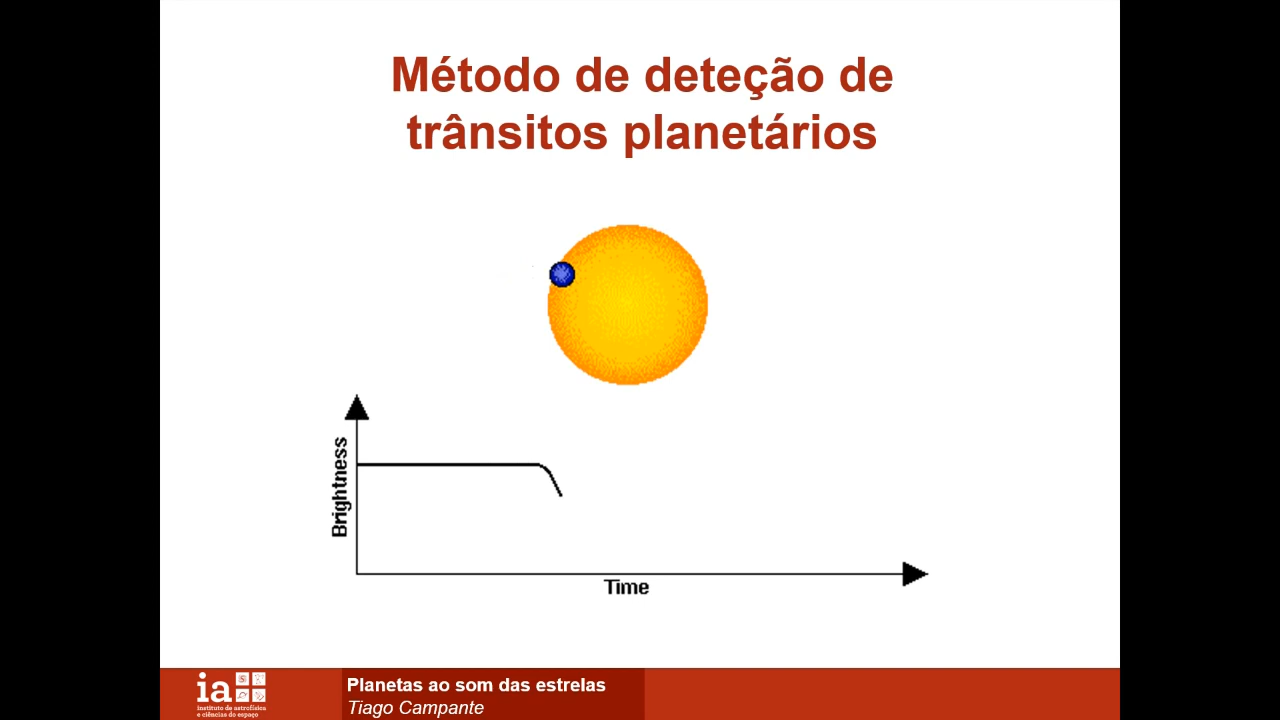 Método de deteção de
trânsitos planetários
Brightness
Time
ia
instituto de astrofísica
e ciências do espaço
Planetas ao som das estrelas
Tiago Campante